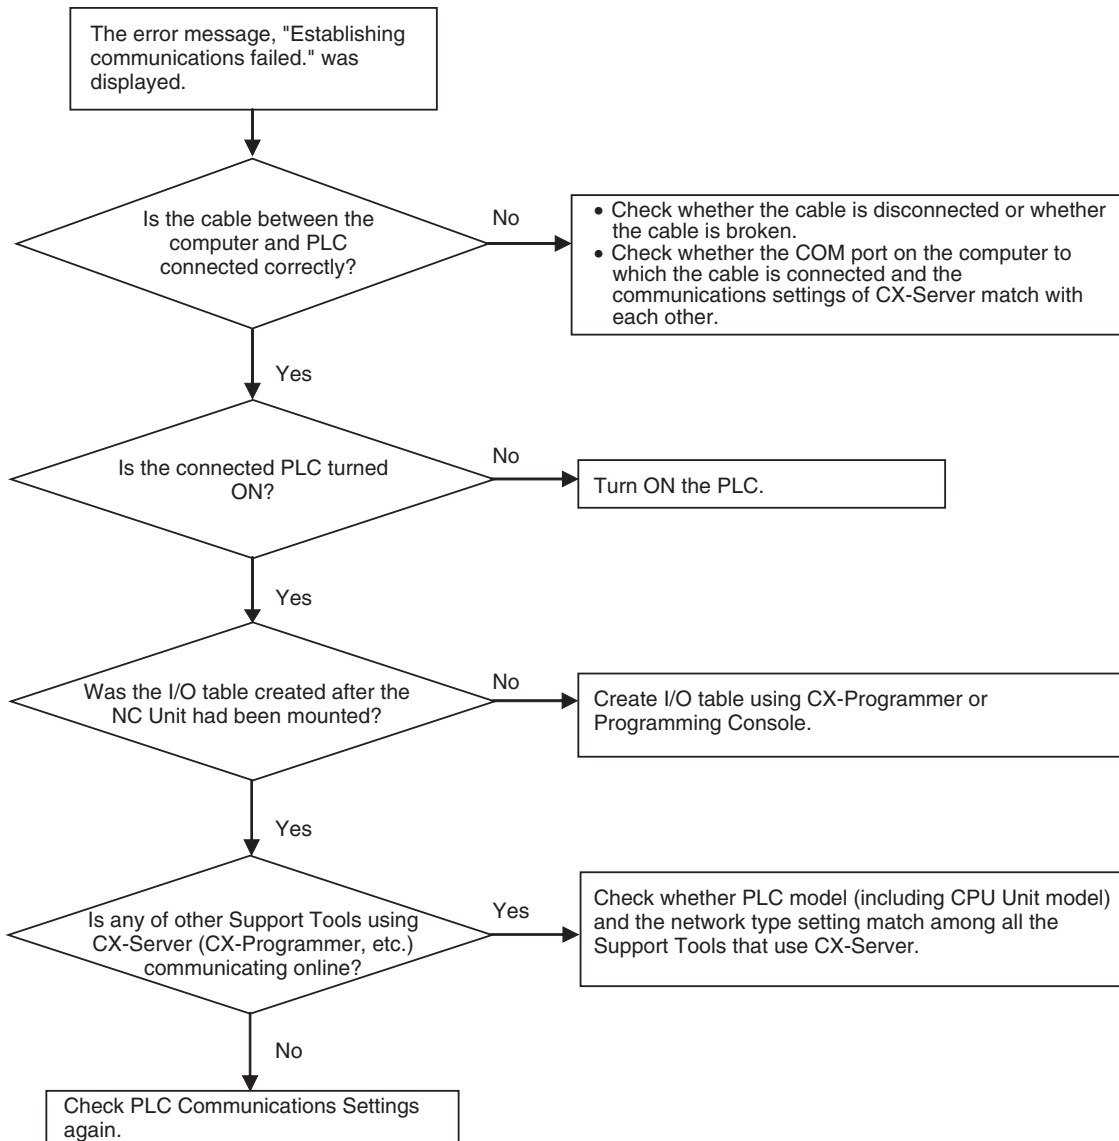 The error message, "Establishing
communications failed." was
displayed.
Is the cable between the
computer and PLC
connected correctly?
No
• Check whether the cable is disconnected or whether
the cable is broken.
• Check whether the COM port on the computer to
which the cable is connected and the
communications settings of CX-Server match with
each other.
Yes
Is the connected PLC turned
ON?
No
Turn ON the PLC.
Yes
Was the I/O table created after the
NC Unit had been mounted?
No
Create I/O table using CX-Programmer or
Programming Console.
Yes
Is any of other Support Tools using
CX-Server (CX-Programmer, etc.)
communicating online?
Yes
Check whether PLC model (including CPU Unit model)
and the network type setting match among all the
Support Tools that use CX-Server.
No
Check PLC Communications Settings
again.